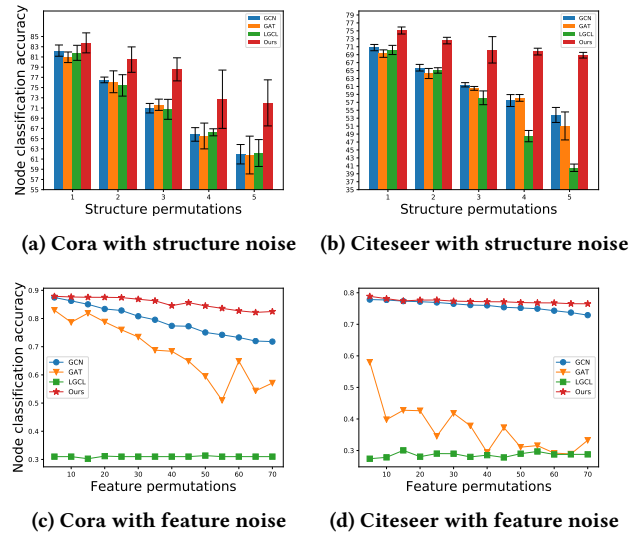 Node classification accuracy
85
83
81
79
77
75
73
71
69
67
65
63
61
59
57
55
1 2 3 4 5
Structure permutations
GCN
GAT
LGCL
Ours
(a) Cora with structure noise
79
77
75
73
71
69
67
65
63
61
59
57
55
53
51
49
47
45
43
41
39
37
35
1 2 3 4 5
Structure permutations
GCN
GAT
LGCL
Ours
(b) Citeseer with structure noise
Node classification accuracy
0.9
0.8
0.7
0.6
0.5
0.4
0.3
GCN
GAT
LGCL
Ours
10 20 30 40 50 60 70
Feature permutations
(c) Cora with feature noise
0.8
0.7
0.6
0.5
0.4
0.3
GCN
GAT
LGCL
Ours
10 20 30 40 50 60 70
Feature permutations
(d) Citeseer with feature noise